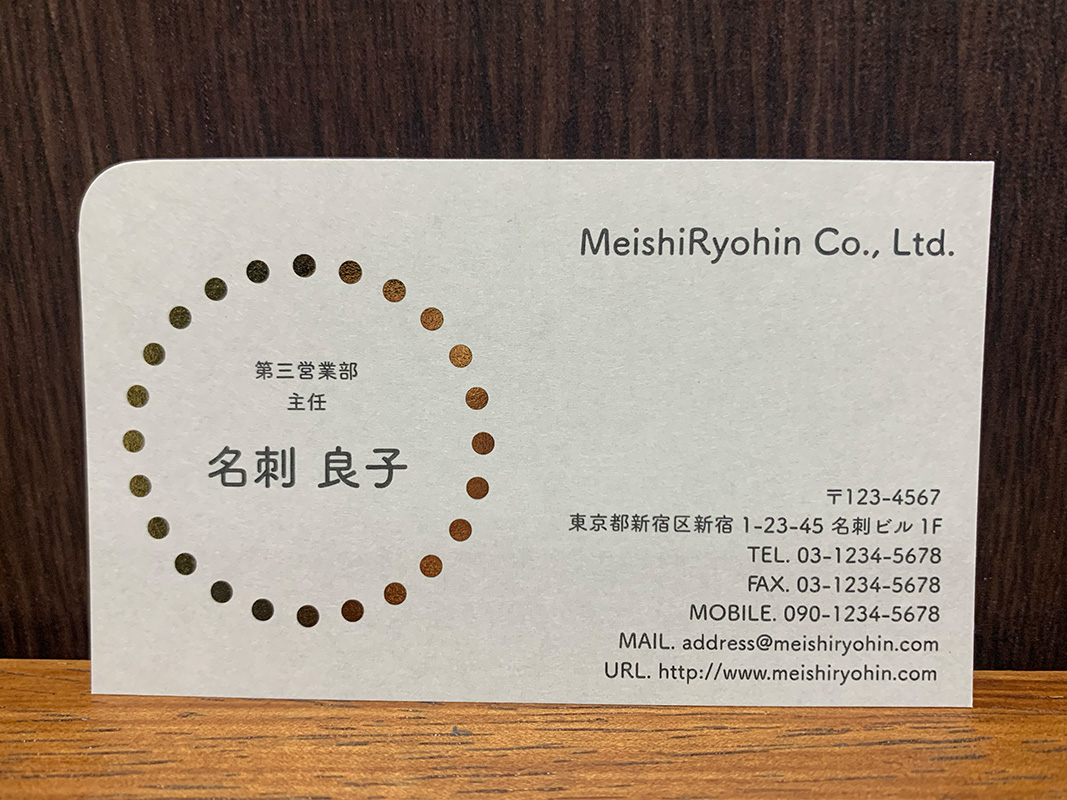 MeishiRyohin Co., Ltd.
第三営業部
主任
名刺 良子
〒123-4567
東京都新宿区新宿 1-23-45 名刺ビル 1F
TEL. 03-1234-5678
FAX. 03-1234-5678
MOBILE. 090-1234-5678
MAIL. address@meishiryohin.com
URL. http://www.meishiryohin.com